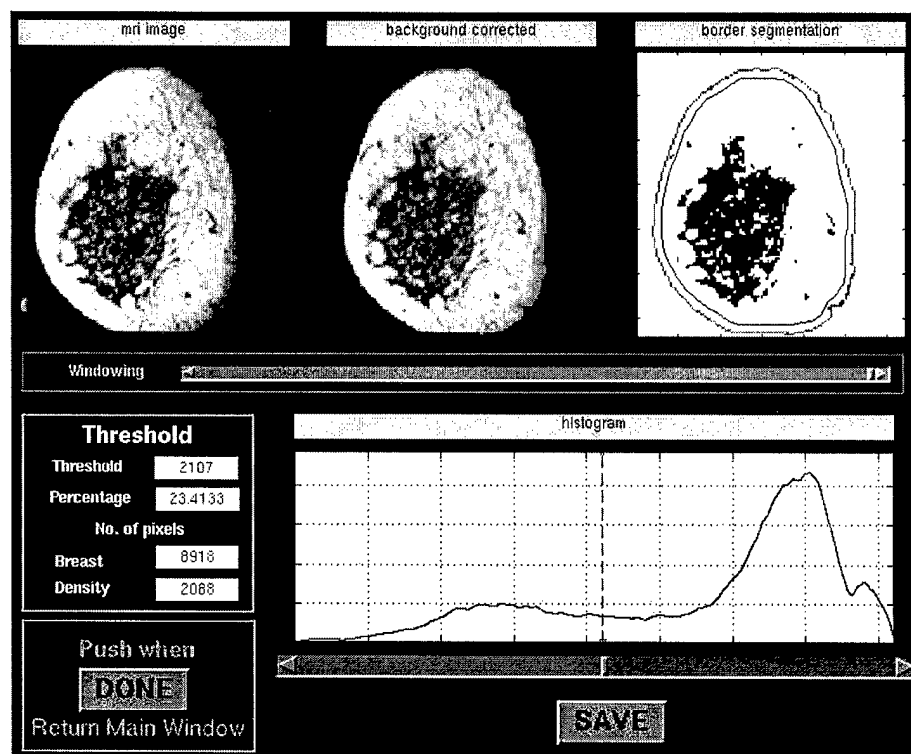 mri image
background corrected
border segmentation
Windowing
Threshold
Threshold 2107
Percentage 23.4133
No. of pixels
Breast 8918
Density 2088
histogram
Push when
DONE
Return Main Window
SAVE